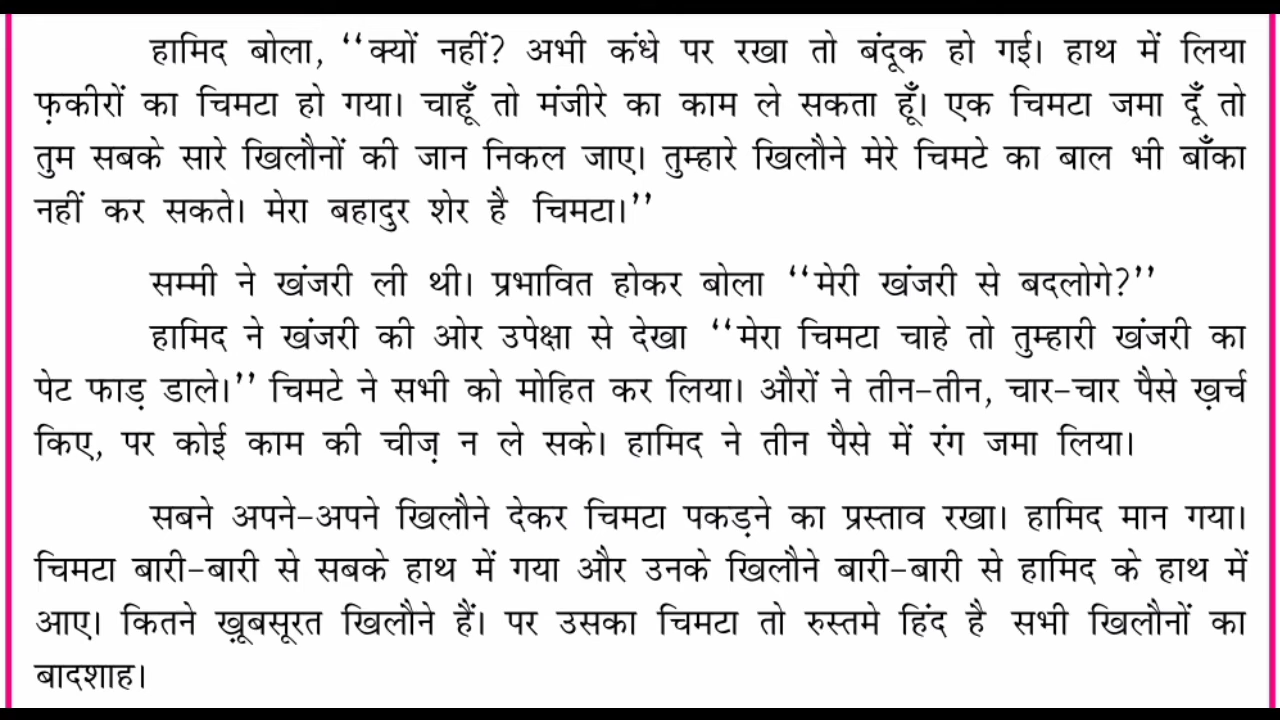 हामिद बोला, ‘‘क्यों नहीं? अभी कंधे पर रखा तो बंदूक हो गई। हाथ में लिया
फ़कीरों का चिमटा हो गया। चाहूँ तो मंजीरे का काम ले सकता हूँ। एक चिमटा जमा दूँ तो
तुम सबके सारे खिलौनों की जान निकल जाए। तुम्हारे खिलौने मेरे चिमटे का बाल भी बाँका
नहीं कर सकते। मेरा बहादुर शेर है चिमटा।’’
सम्मी ने खंजरी ली थी। प्रभावित होकर बोला ‘‘मेरी खंजरी से बदलोगे?’’
हामिद ने खंजरी की ओर उपेक्षा से देखा ‘‘मेरा चिमटा चाहे तो तुम्हारी खंजरी का
पेट फाड़ डाले।’’ चिमटे ने सभी को मोहित कर लिया। औरों ने तीन-तीन, चार-चार पैसे ख़र्च
किए, पर कोई काम की चीज़ न ले सके। हामिद ने तीन पैसे में रंग जमा लिया।
सबने अपने-अपने खिलौने देकर चिमटा पकड़ने का प्रस्ताव रखा। हामिद मान गया।
चिमटा बारी-बारी से सबके हाथ में गया और उनके खिलौने बारी-बारी से हामिद के हाथ में
आए। कितने ख़ूबसूरत खिलौने हैं। पर उसका चिमटा तो रुस्तमे हिंद है सभी खिलौनों का
बादशाह।